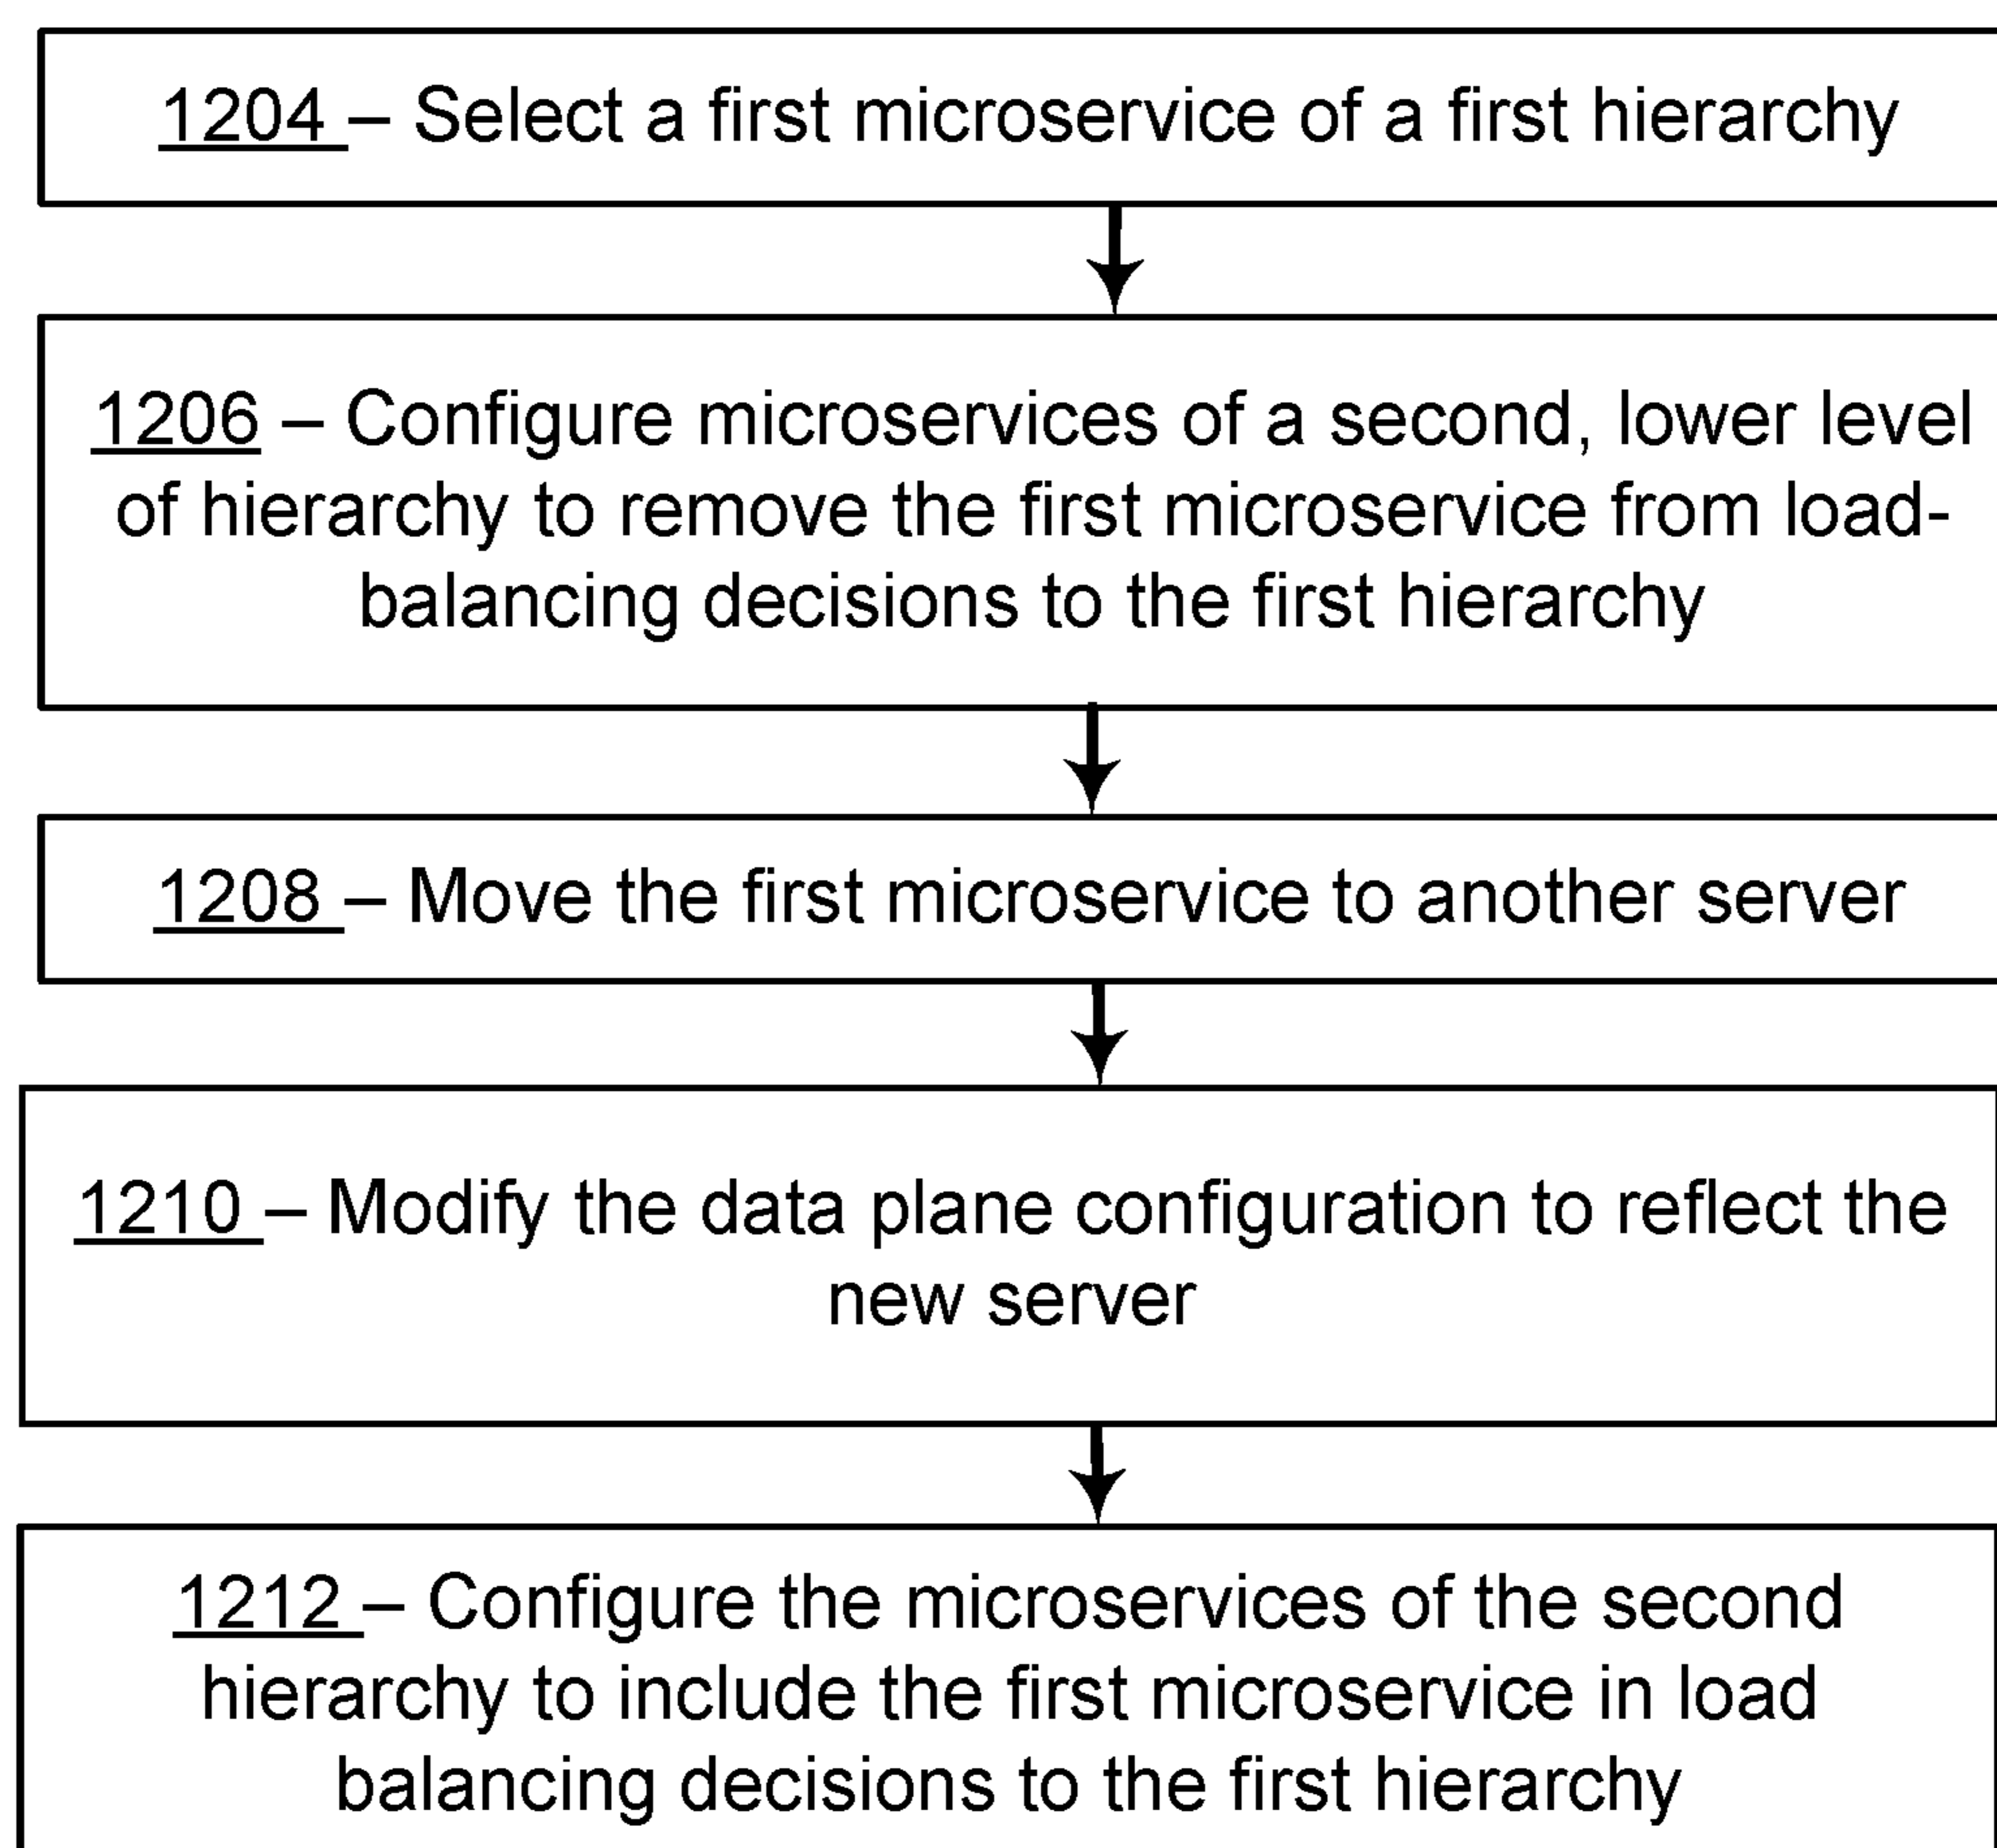 1204 – Select a first microservice of a first hierarchy
1206 – Configure microservices of a second, lower level
of hierarchy to remove the first microservice from load-
balancing decisions to the first hierarchy
1208 – Move the first microservice to another server
1210 – Modify the data plane configuration to reflect the
new server
1212 – Configure the microservices of the second
hierarchy to include the first microservice in load
balancing decisions to the first hierarchy